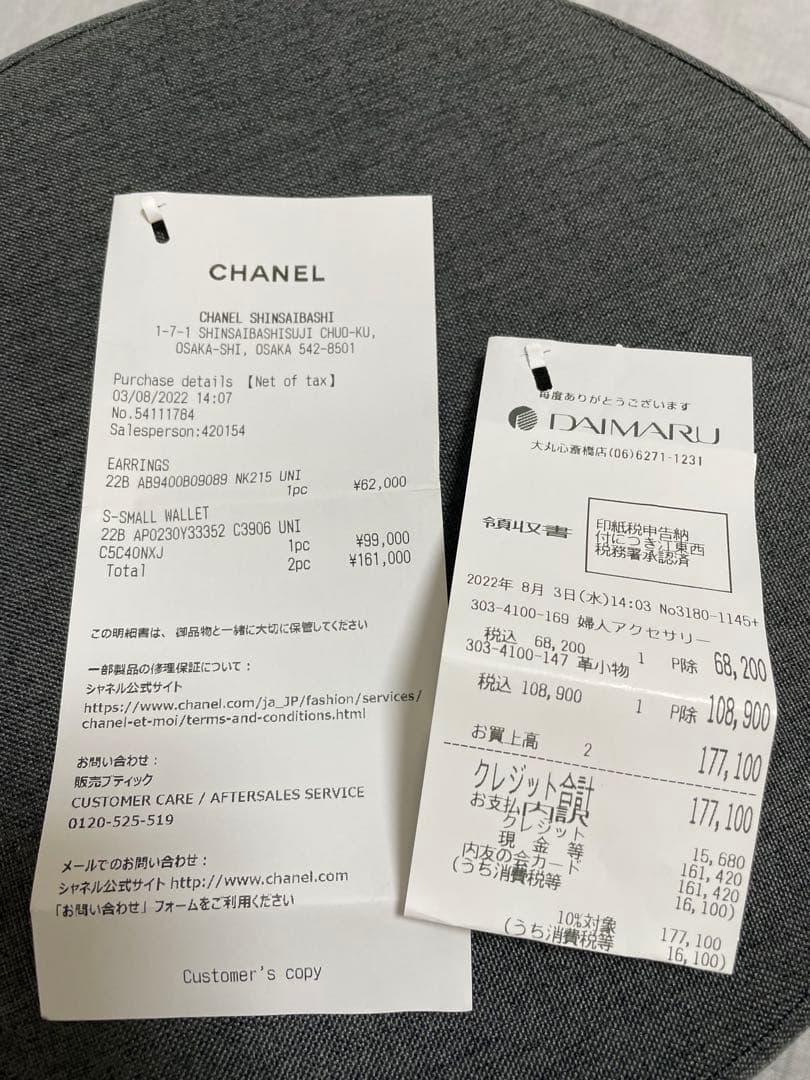 CHANEL
CHANEL SHINSAIBASHI
1-7-1 SHINSAIBASHISUJI CHUO-KU,
OSAKA-SHI, OSAKA 542-8501
Purchase details 【Net of tax】
03/08/2022 14:07
No.54111784
Salesperson:420154
EARRINGS
22B AB9400B09089 NK215 UNI
1pc ¥62,000
S-SMALL WALLET
22B AP0230Y33352 C3906 UNI
C5C40NXJ 1pc ¥99,000
Total 2pc ¥161,000
この明細書は、御品物と一緒に大切に保管してください
一部製品の修理保証について：
シャネル公式サイト
https://www.chanel.com/ja_JP/fashion/services/
chanel-et-moi/terms-and-conditions.html
お問い合わせ：
販売ブティック
CUSTOMER CARE / AFTERSALES SERVICE
0120-525-519
メールでのお問い合わせ：
シャネル公式サイト http://www.chanel.com
「お問い合わせ」フォームをご利用ください
Customer's copy
毎度ありがとうございます
DAIMARU
大丸心斎橋店(06)6271-1231
領収書
印紙税申告納
付につき江東西
税務署承認済
2022年 8月 3日(水)14:03 No3180-1145+
303-4100-169 婦人アクセサリー
税込 68,200 1 P除 68,200
303-4100-147 革小物
税込 108,900 1 P除 108,900
お買上高 2 177,100
クレジット合計 177,100
お支払内訳
クレジット 15,680
現金等 161,420
内友の会カード 161,420
(うち消費税等 16,100)
10%対象 177,100
(うち消費税等 16,100)